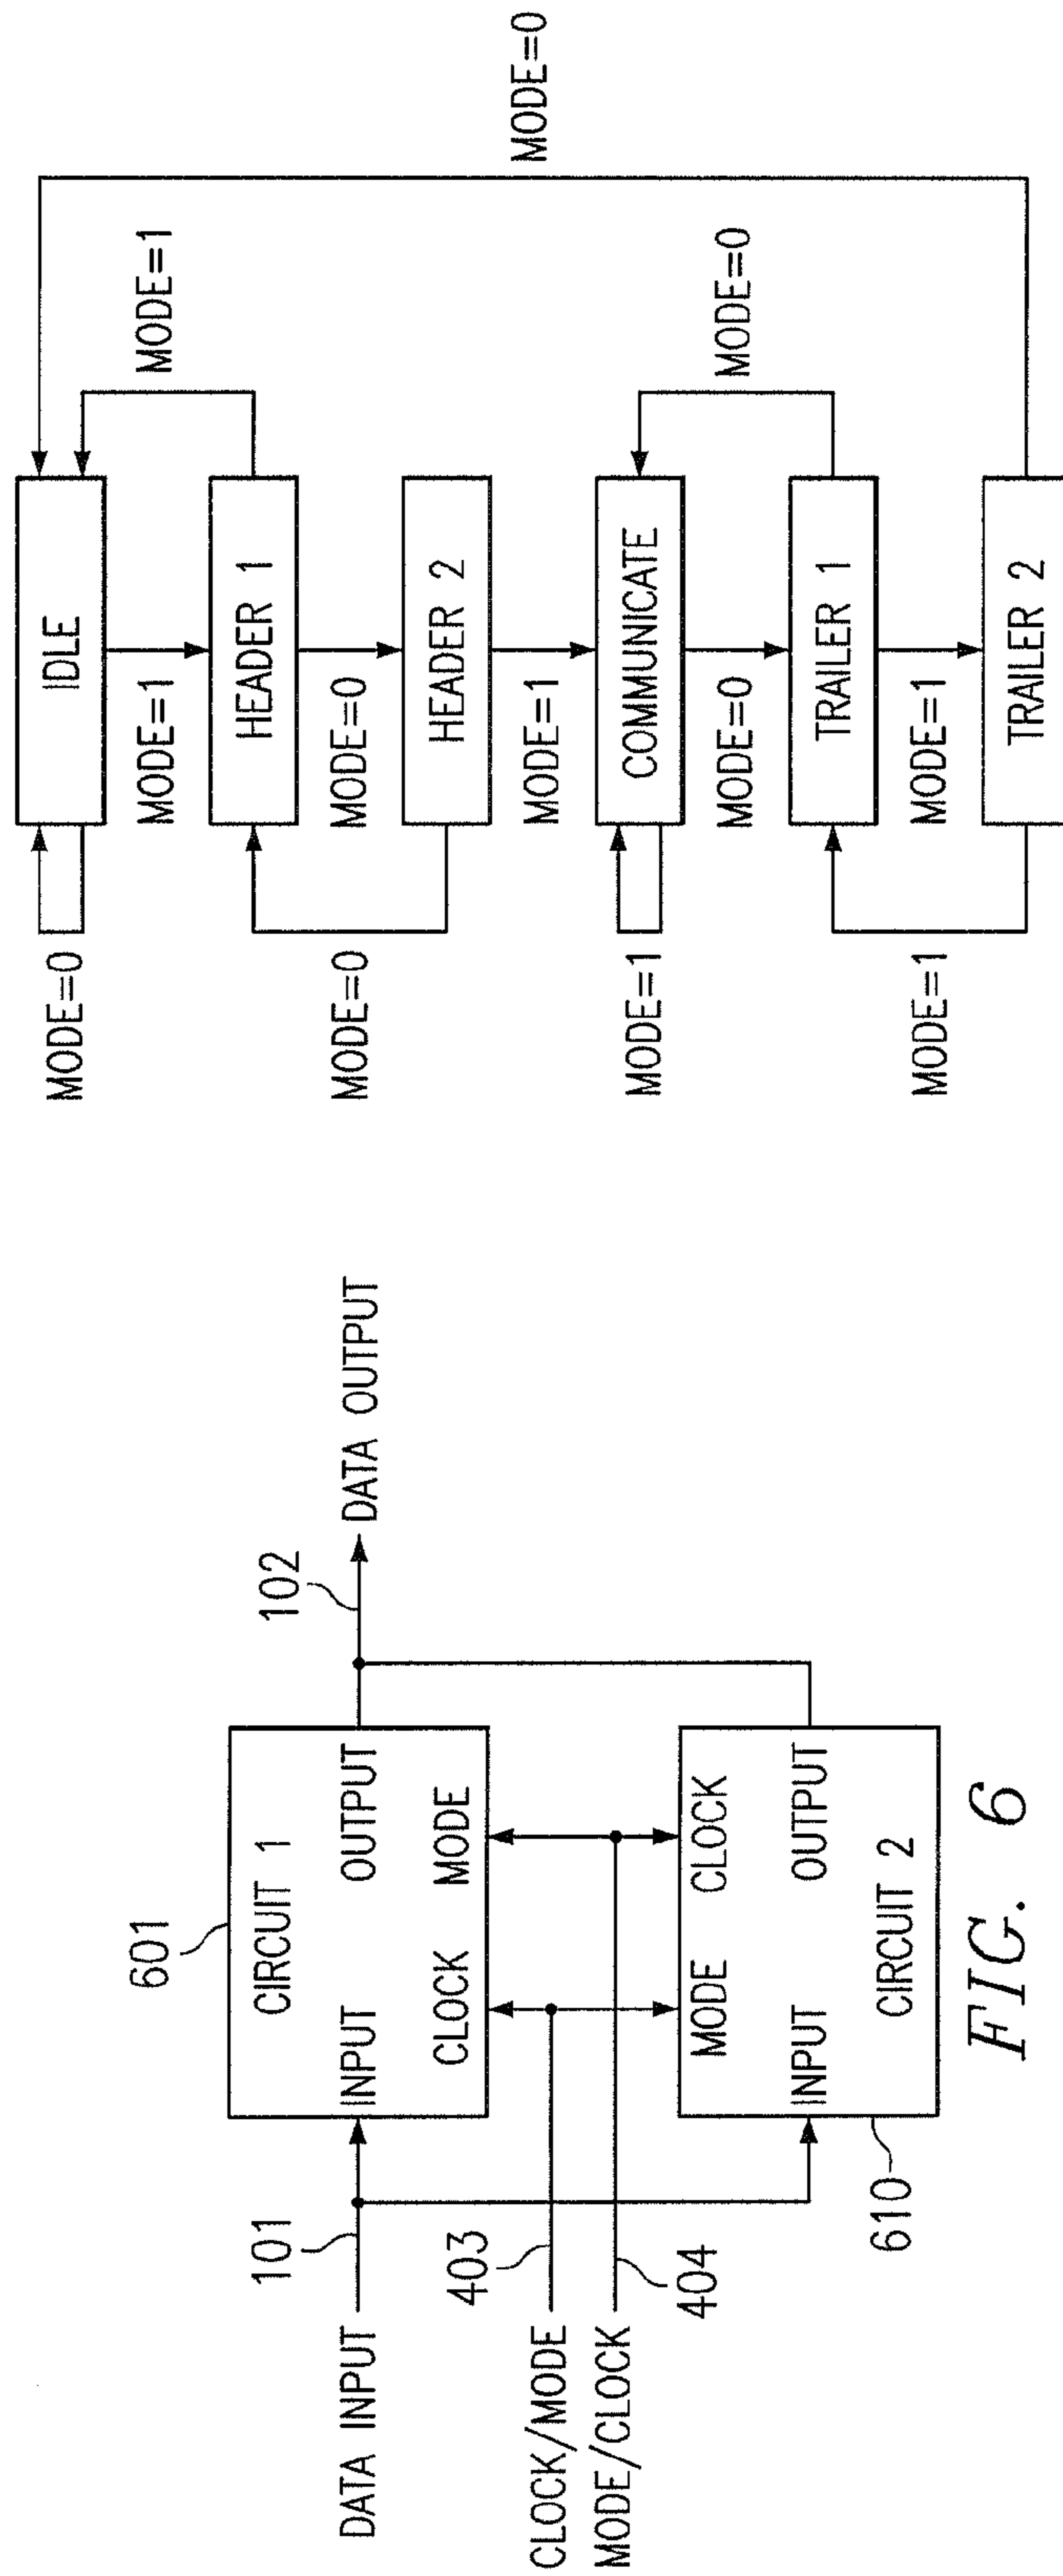 DATA INPUT
101
INPUT
CIRCUIT 1
601
OUTPUT
102
DATA OUTPUT
CLOCK
MODE
CLOCK/MODE
403
MODE/CLOCK
404
MODE
CLOCK
INPUT
OUTPUT
610
CIRCUIT 2
FIG. 6
MODE=0
IDLE
MODE=1
MODE=1
HEADER 1
MODE=0
MODE=0
MODE=0
HEADER 2
MODE=1
MODE=1
COMMUNICATE
MODE=0
MODE=0
TRAILER 1
MODE=1
MODE=1
TRAILER 2
MODE=0